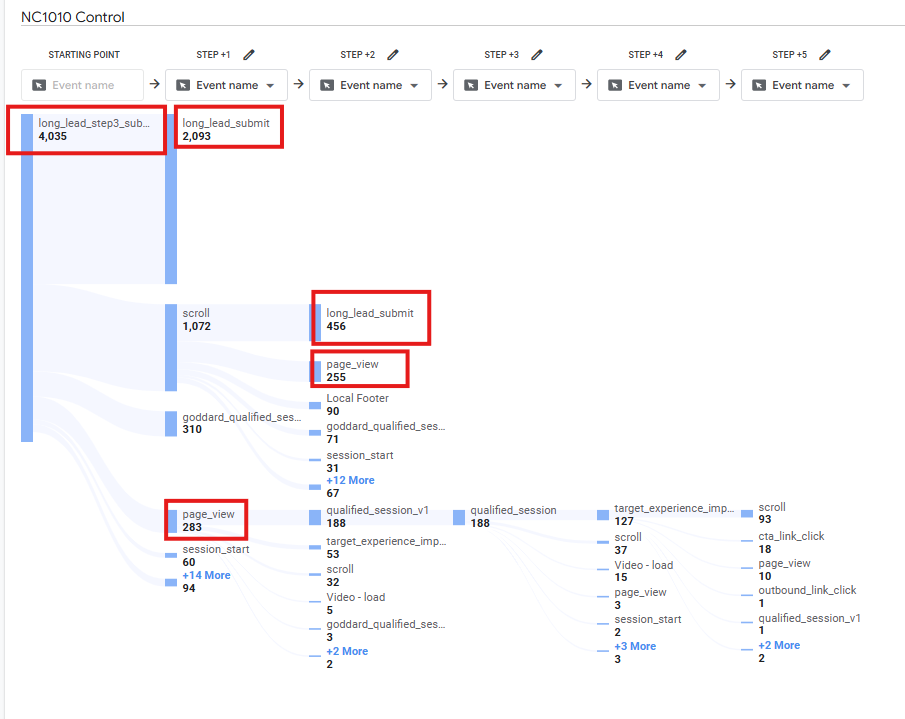 NC1010 Control
STARTING POINT
STEP +1
STEP +2
STEP +3
STEP +4
STEP +5
Event name
Event name
Event name
Event name
Event name
Event name
long_lead_step3_sub...
4,035
long_lead_submit
2,093
scroll
1,072
goddard_qualified_ses...
310
page_view
283
session_start
60
+14 More
94
long_lead_submit
456
page_view
255
Local Footer
90
goddard_qualified_ses...
71
session_start
31
+12 More
67
qualified_session_v1
188
target_experience_imp...
53
scroll
32
Video - load
5
goddard_qualified_ses...
3
+2 More
2
qualified_session
188
target_experience_imp...
127
scroll
37
Video - load
15
page_view
3
session_start
2
+3 More
3
scroll
93
cta_link_click
18
page_view
10
outbound_link_click
1
qualified_session_v1
1
+2 More
2